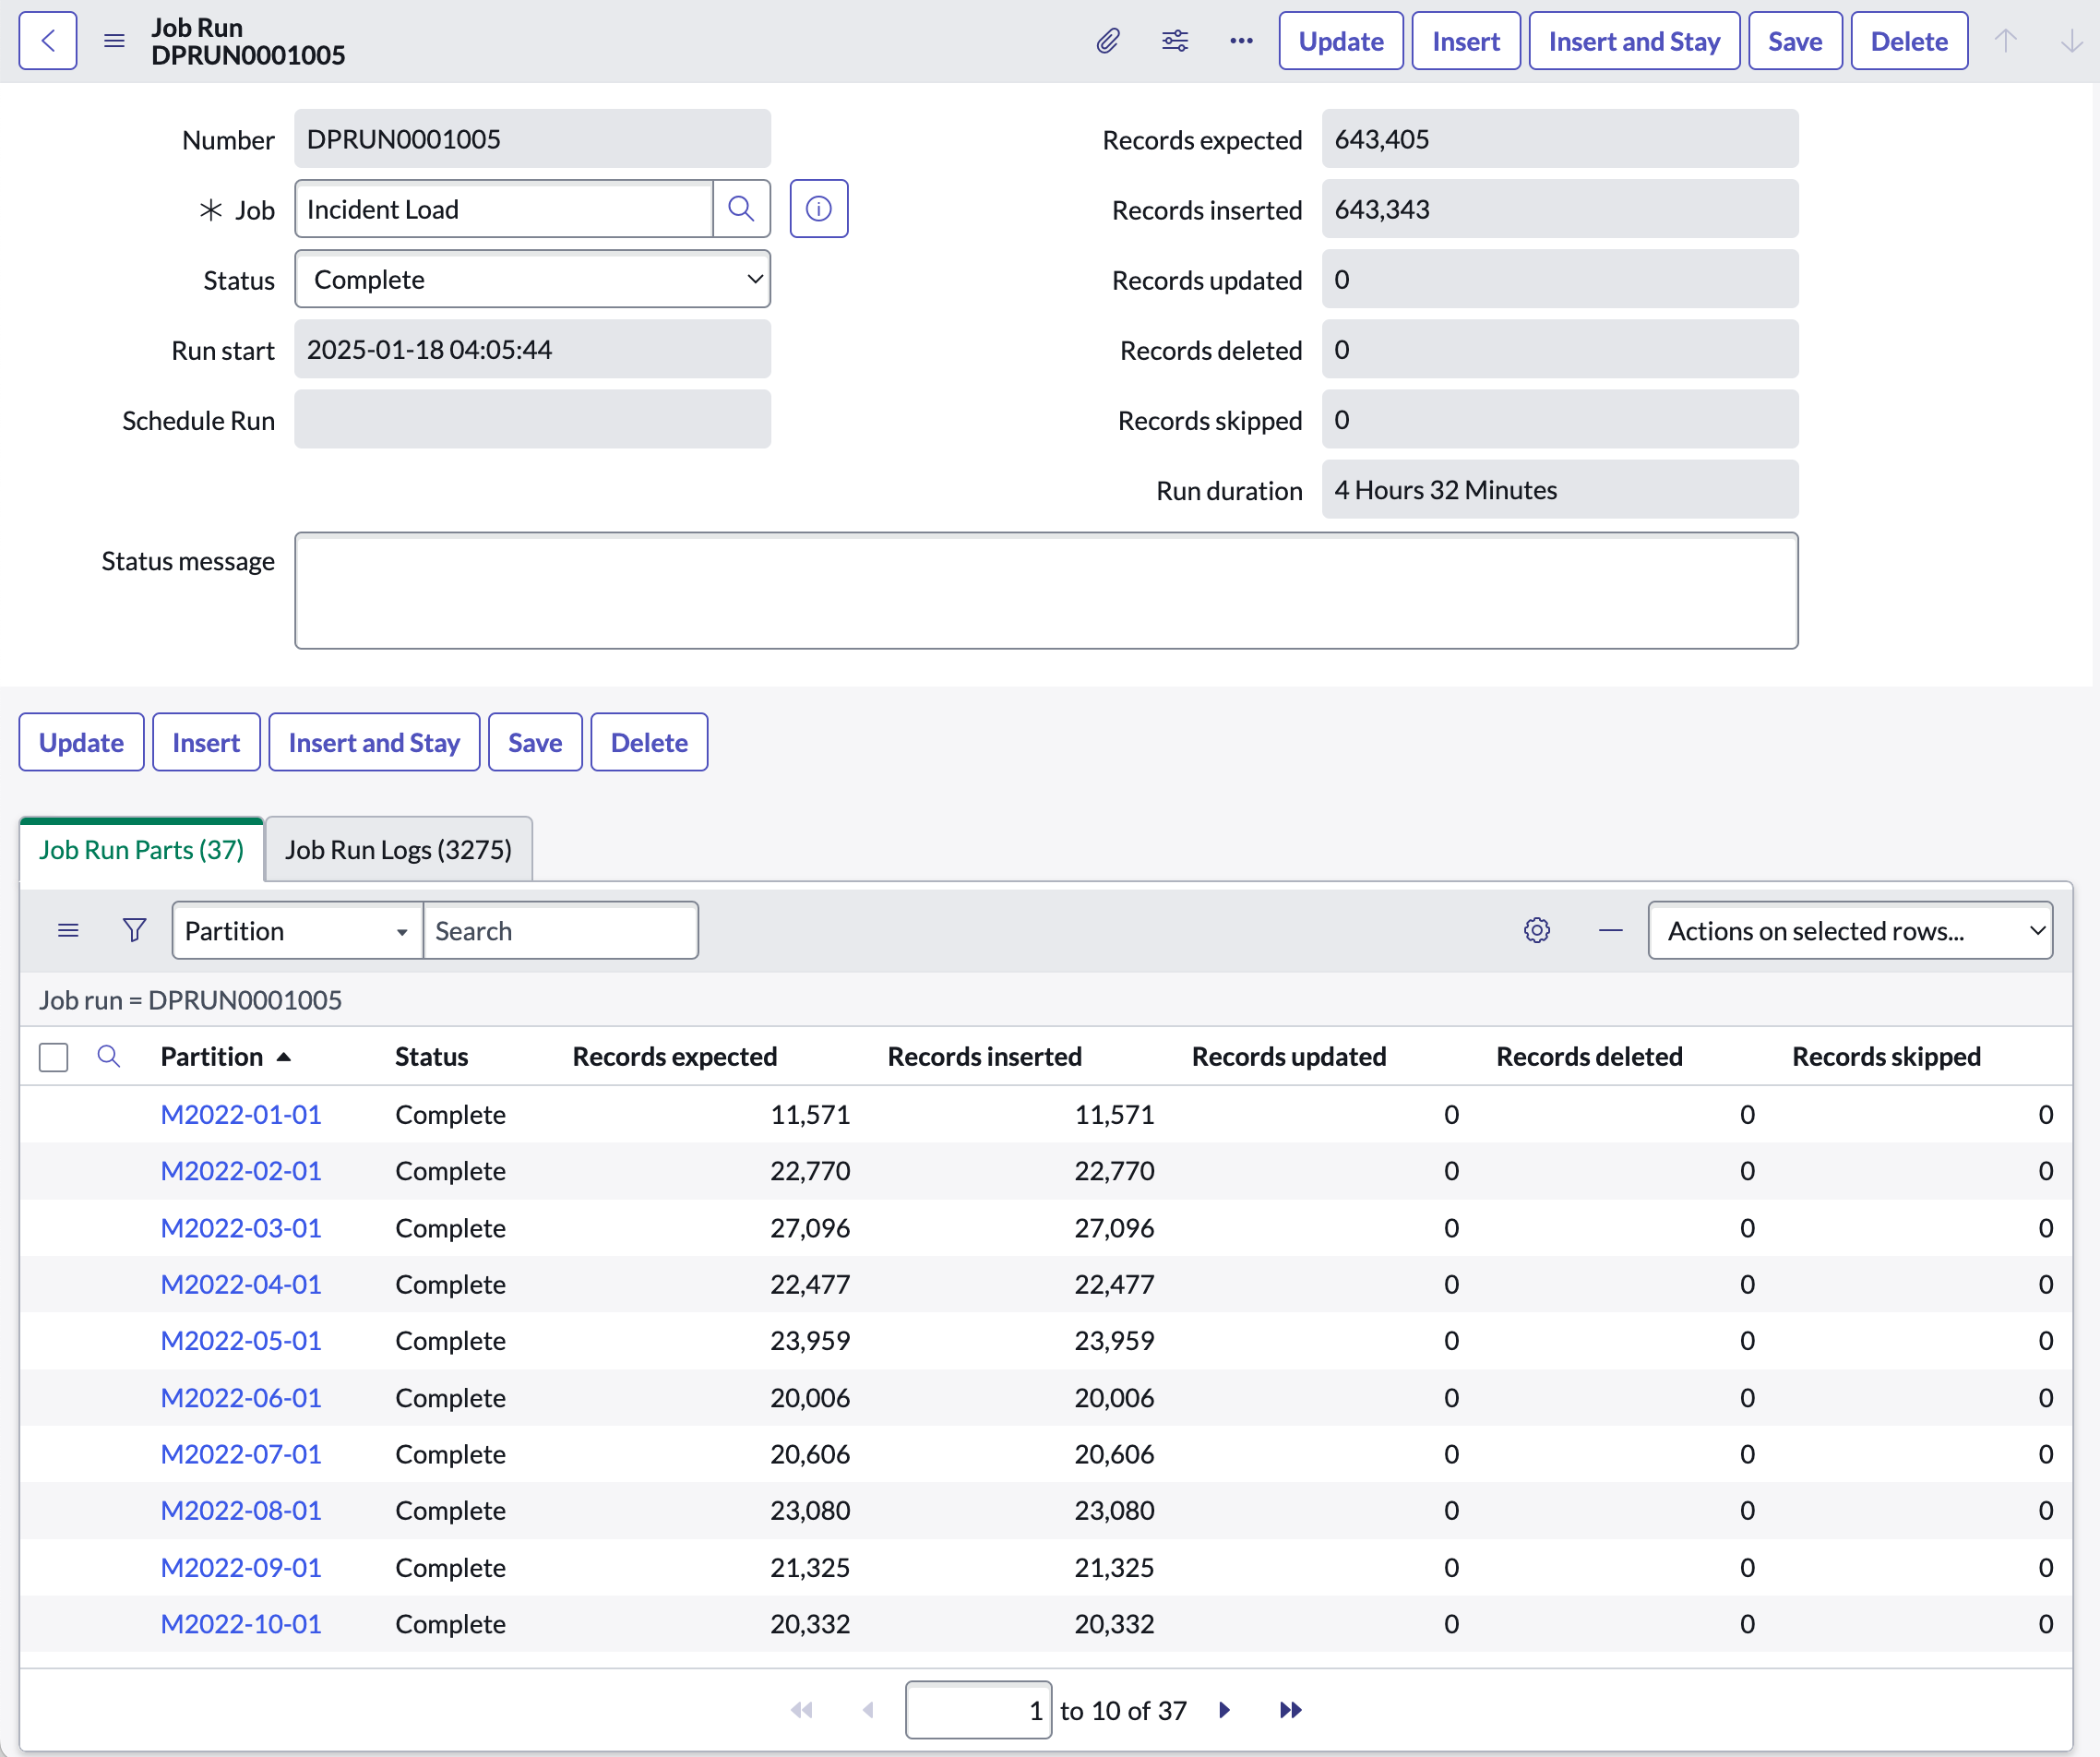 Job Run
DPRUN0001005
Update Insert Insert and Stay Save Delete
Number DPRUN0001005
Job Incident Load
Status Complete
Run start 2025-01-18 04:05:44
Schedule Run
Records expected 643,405
Records inserted 643,343
Records updated 0
Records deleted 0
Records skipped 0
Run duration 4 Hours 32 Minutes
Status message
Update Insert Insert and Stay Save Delete
Job Run Parts (37) Job Run Logs (3275)
Partition Search Actions on selected rows...
Job run = DPRUN0001005
Partition Status Records expected Records inserted Records updated Records deleted Records skipped
M2022-01-01 Complete 11,571 11,571 0 0 0
M2022-02-01 Complete 22,770 22,770 0 0 0
M2022-03-01 Complete 27,096 27,096 0 0 0
M2022-04-01 Complete 22,477 22,477 0 0 0
M2022-05-01 Complete 23,959 23,959 0 0 0
M2022-06-01 Complete 20,006 20,006 0 0 0
M2022-07-01 Complete 20,606 20,606 0 0 0
M2022-08-01 Complete 23,080 23,080 0 0 0
M2022-09-01 Complete 21,325 21,325 0 0 0
M2022-10-01 Complete 20,332 20,332 0 0 0
1 to 10 of 37